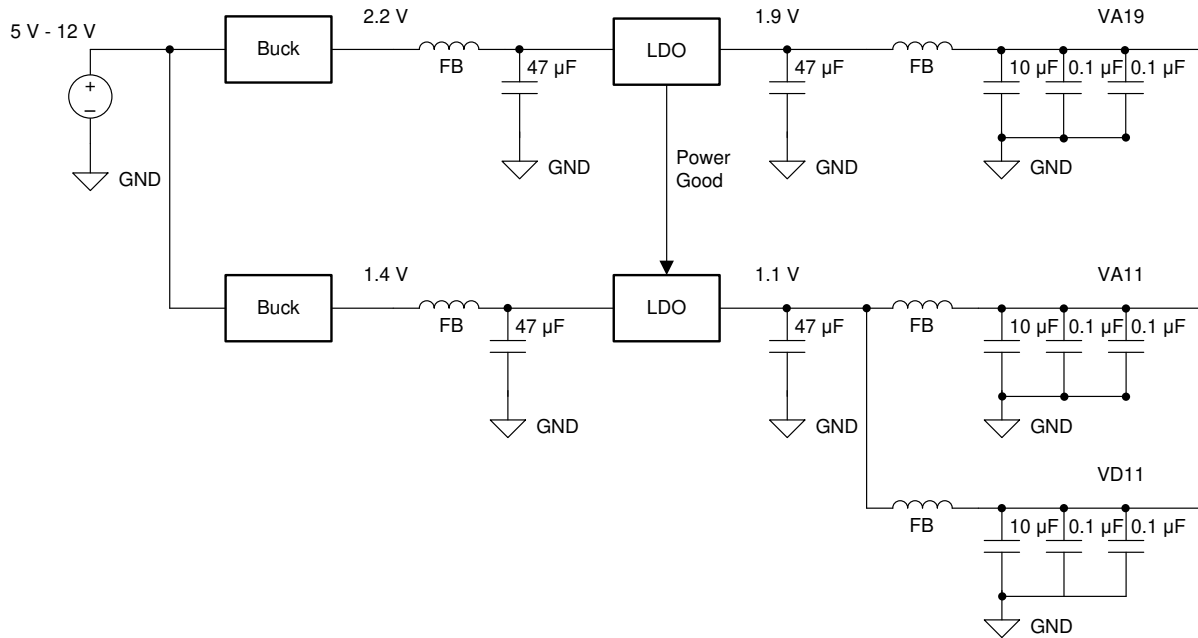 5 V - 12 V
+
–
GND
Buck
2.2 V
FB
47 µF
GND
LDO
1.9 V
47 µF
GND
FB
VA19
10 µF 0.1 µF 0.1 µF
GND
Power
Good
Buck
1.4 V
FB
47 µF
GND
LDO
1.1 V
47 µF
GND
FB
VA11
10 µF 0.1 µF 0.1 µF
GND
VD11
FB
10 µF 0.1 µF 0.1 µF
GND